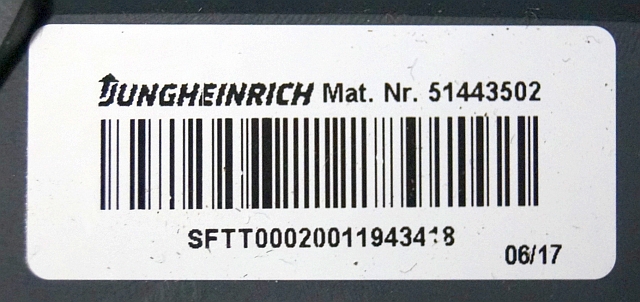 JUNGHEINRICH Mat. Nr. 51443502
SFTT00020011943418
06/17